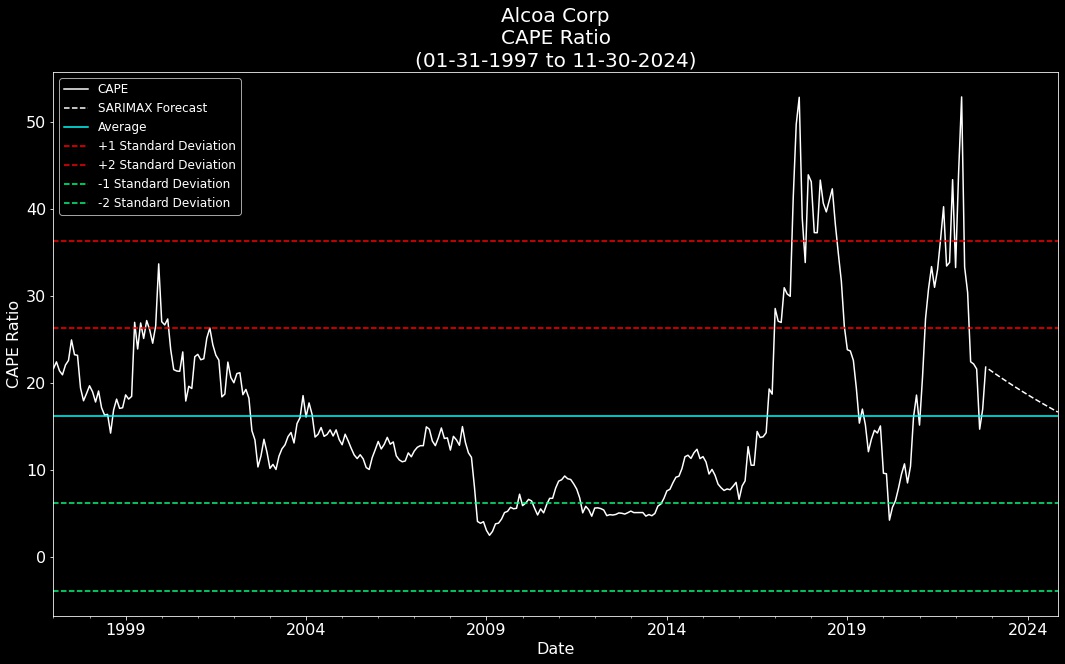 Alcoa Corp
CAPE Ratio
(01-31-1997 to 11-30-2024)
CAPE
SARIMAX Forecast
Average
+1 Standard Deviation
+2 Standard Deviation
-1 Standard Deviation
-2 Standard Deviation
CAPE Ratio
50
40
30
20
10
0
1999 2004 2009 2014 2019 2024
Date